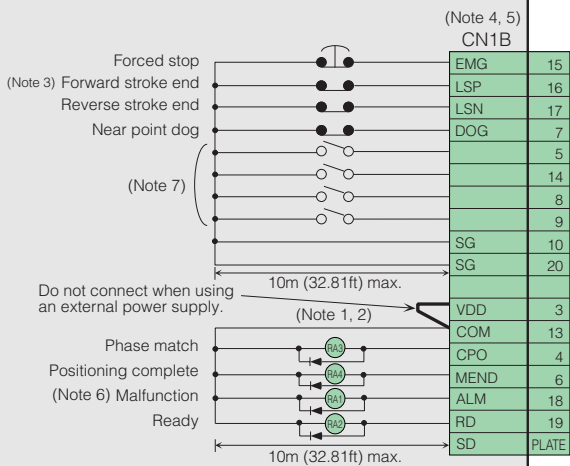 (Note 4, 5)
CN1B
Forced stop EMG 15
(Note 3) Forward stroke end LSP 16
Reverse stroke end LSN 17
Near point dog DOG 7
5
(Note 7) 14
8
9
SG 10
SG 20
10m (32.81ft) max.
Do not connect when using
an external power supply.
(Note 1, 2)
VDD 3
COM 13
Phase match RA3 CPO 4
Positioning complete RA4 MEND 6
(Note 6) Malfunction RA1 ALM 18
Ready RA2 RD 19
SD PLATE
10m (32.81ft) max.